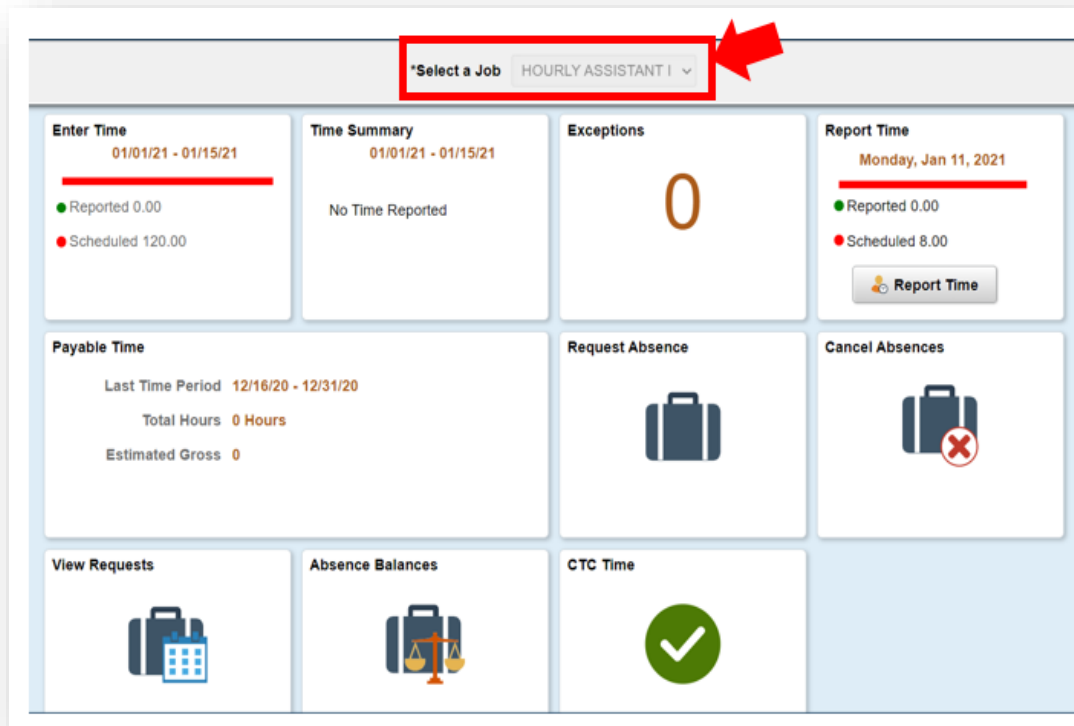 *Select a Job HOURLY ASSISTANT I
Enter Time
01/01/21 - 01/15/21
Reported 0.00
Scheduled 120.00
Time Summary
01/01/21 - 01/15/21
No Time Reported
Exceptions
0
Report Time
Monday, Jan 11, 2021
Reported 0.00
Scheduled 8.00
Report Time
Payable Time
Last Time Period 12/16/20 - 12/31/20
Total Hours 0 Hours
Estimated Gross 0
Request Absence
Cancel Absences
View Requests
Absence Balances
CTC Time